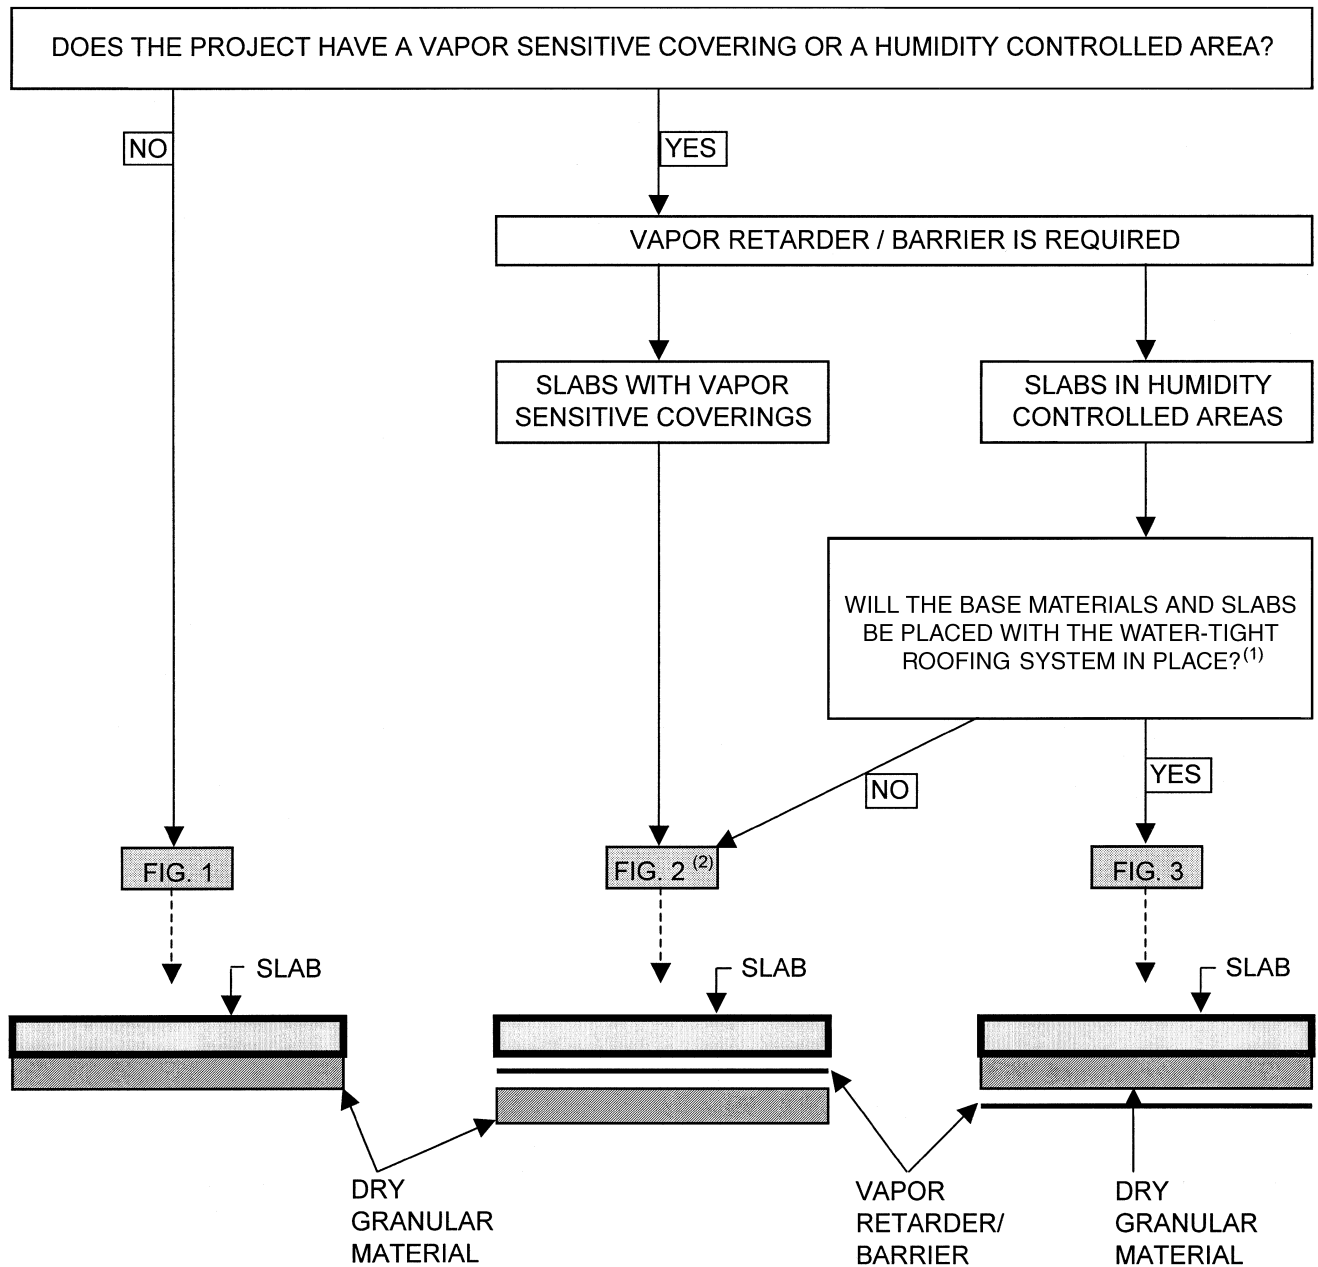 DOES THE PROJECT HAVE A VAPOR SENSITIVE COVERING OR A HUMIDITY CONTROLLED AREA?
NO
YES
VAPOR RETARDER / BARRIER IS REQUIRED
SLABS WITH VAPOR
SENSITIVE COVERINGS
SLABS IN HUMIDITY
CONTROLLED AREAS
WILL THE BASE MATERIALS AND SLABS
BE PLACED WITH THE WATER-TIGHT
ROOFING SYSTEM IN PLACE?(1)
NO
YES
FIG. 1
FIG. 2 (2)
FIG. 3
SLAB
SLAB
SLAB
DRY
GRANULAR
MATERIAL
VAPOR
RETARDER/
BARRIER
DRY
GRANULAR
MATERIAL